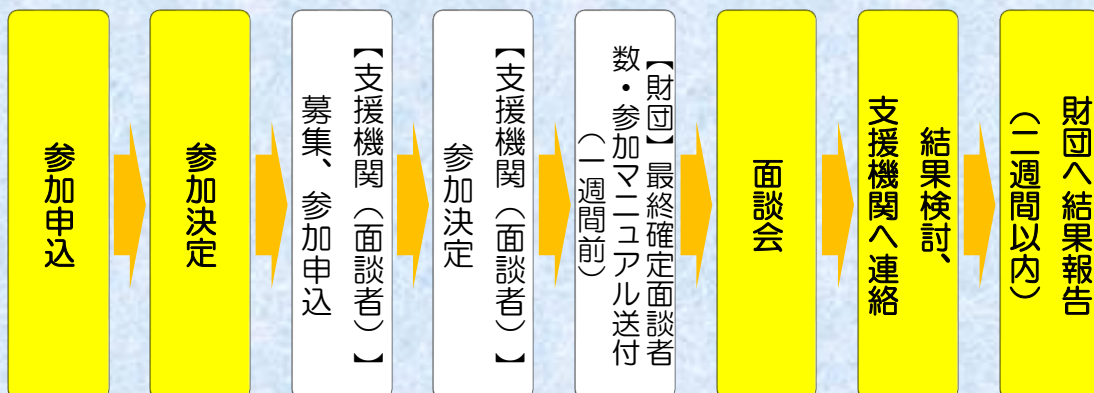 参加申込
参加決定
【支援機関（面談者）】
募集、参加申込
【支援機関（面談者）】
参加決定
【財団】最終確定面談者
数・参加マニュアル送付
（一週間前）
面談会
結果検討、
支援機関へ連絡
財団へ結果報告
（二週間以内）